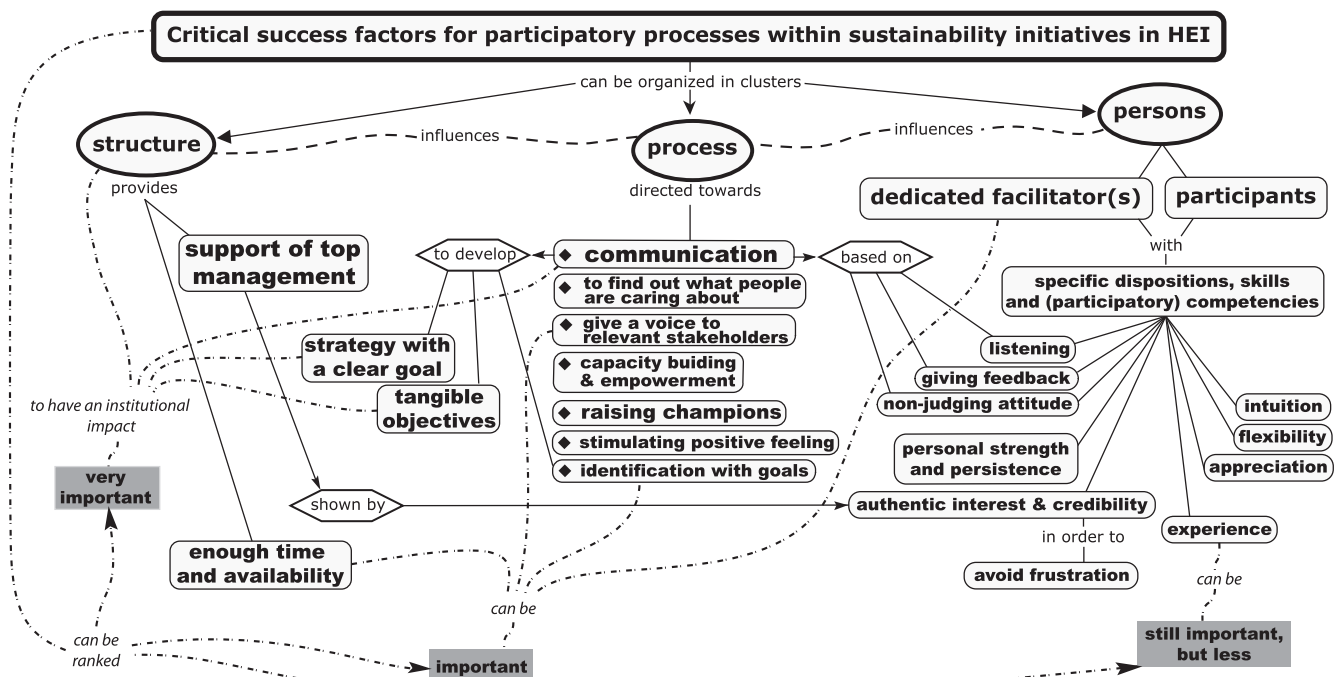 Critical success factors for participatory processes within sustainability initiatives in HEI
can be organized in clusters
structure
influences
process
influences
persons
provides
directed towards
dedicated facilitator(s)
participants
with
support of top
management
to develop
◆ communication
based on
specific dispositions, skills
and (participatory) competencies
◆ to find out what people
are caring about
◆ give a voice to
relevant stakeholders
◆ capacity buiding
& empowerment
◆ raising champions
◆ stimulating positive feeling
◆ identification with goals
strategy with
a clear goal
tangible
objectives
listening
giving feedback
non-judging attitude
personal strength
and persistence
intuition
flexibility
appreciation
to have an institutional
impact
very
important
shown by
authentic interest & credibility
experience
in order to
avoid frustration
enough time
and availability
can be
can be
can be
ranked
important
still important,
but less